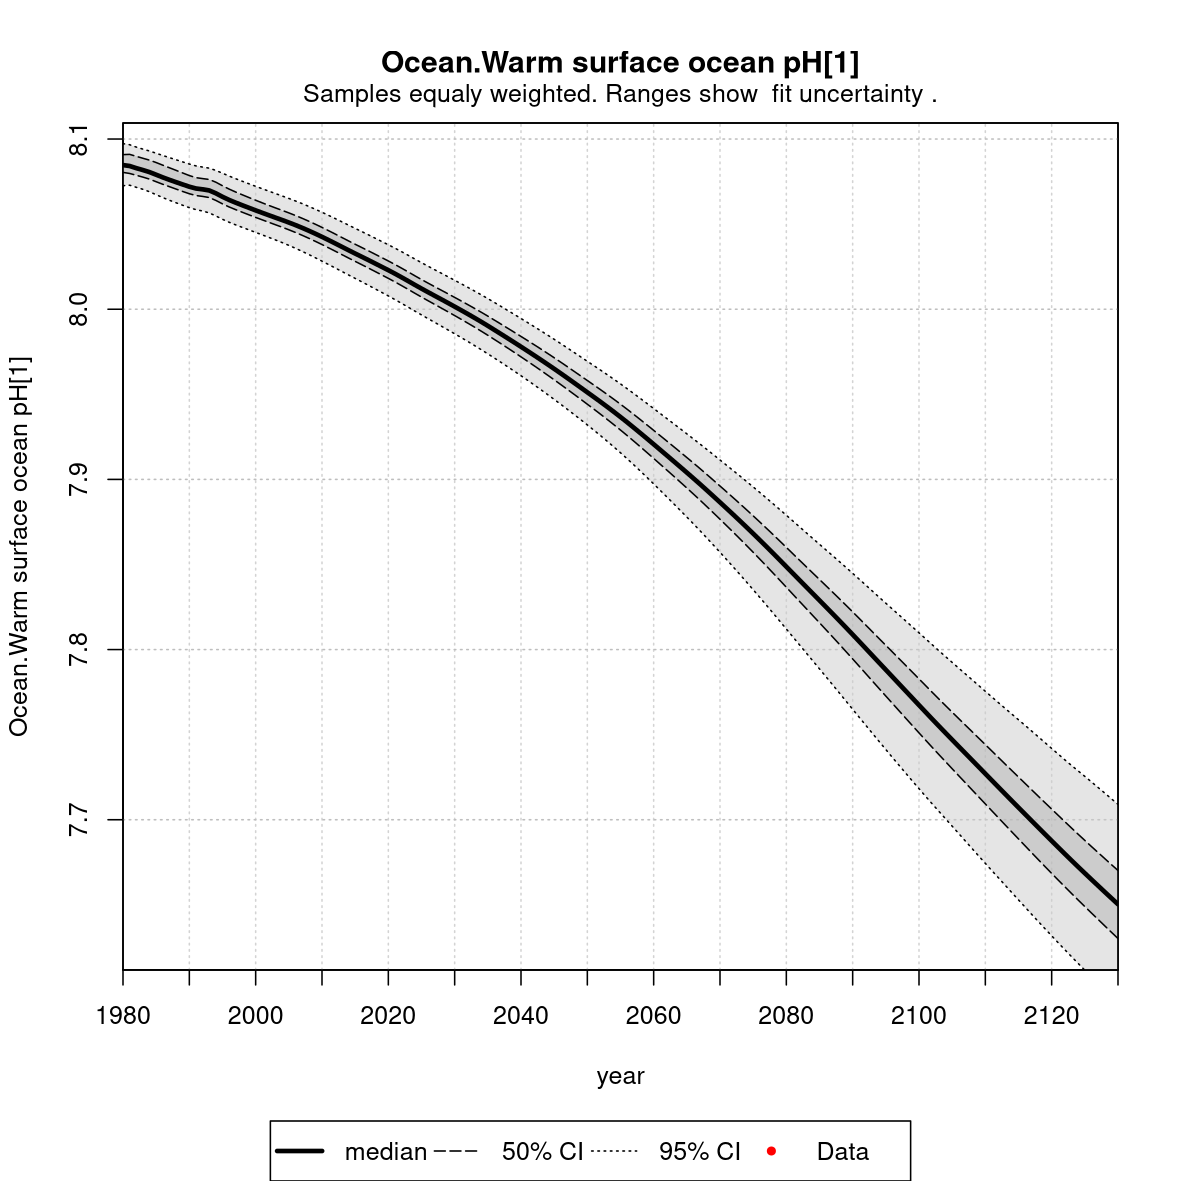 Ocean.Warm surface ocean pH[1]
Samples equaly weighted. Ranges show  fit uncertainty .
Ocean.Warm surface ocean pH[1]
8.1
8.0
7.9
7.8
7.7
1980 2000 2020 2040 2060 2080 2100 2120
year
median 50% CI 95% CI Data